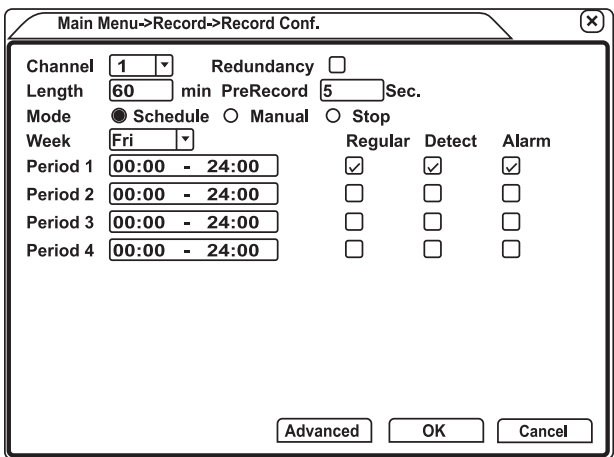 Main Menu->Record->Record Conf.
Channel 1 Redundancy
Length 60 min PreRecord 5 Sec.
Mode Schedule Manual Stop
Week Fri Regular Detect Alarm
Period 1 00:00 - 24:00
Period 2 00:00 - 24:00
Period 3 00:00 - 24:00
Period 4 00:00 - 24:00
Advanced OK Cancel